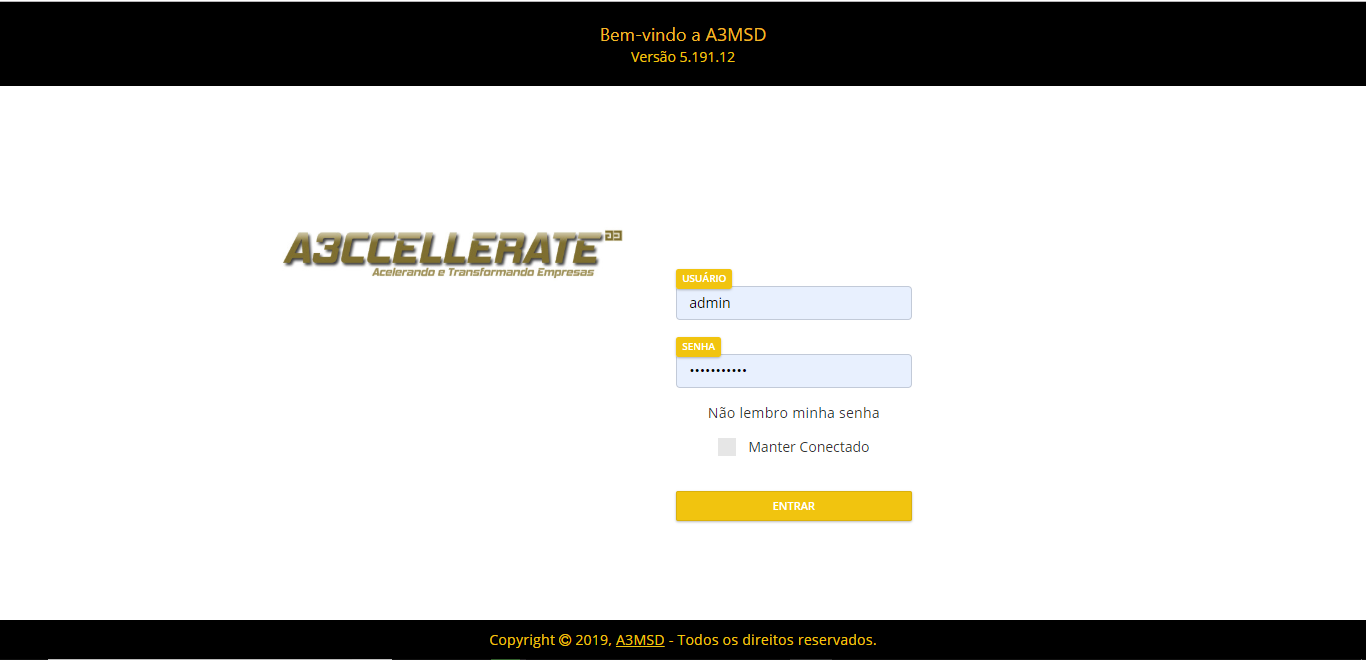 Bem-vindo a A3MSD
Versão 5.191.12
A3CCELLERATE a3
Acelerando e Transformando Empresas
USUÁRIO
admin
SENHA
•••••••••••
Não lembro minha senha
Manter Conectado
ENTRAR
Copyright © 2019, A3MSD - Todos os direitos reservados.